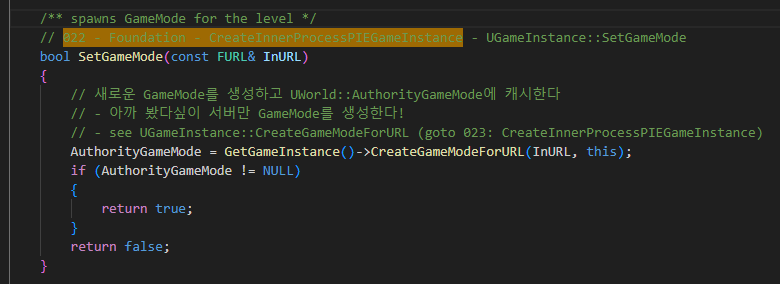 /** spawns GameMode for the level */
// 022 - Foundation - CreateInnerProcessPIEGameInstance - UGameInstance::SetGameMode
bool SetGameMode(const FURL& InURL)
{
// 새로운 GameMode를 생성하고 UWorld::AuthorityGameMode에 캐시한다
// - 아까 봤다싶이 서버만 GameMode를 생성한다!
// - see UGameInstance::CreateGameModeForURL (goto 023: CreateInnerProcessPIEGameInstance)
AuthorityGameMode = GetGameInstance()->CreateGameModeForURL(InURL, this);
if (AuthorityGameMode != NULL)
{
return true;
}
return false;
}